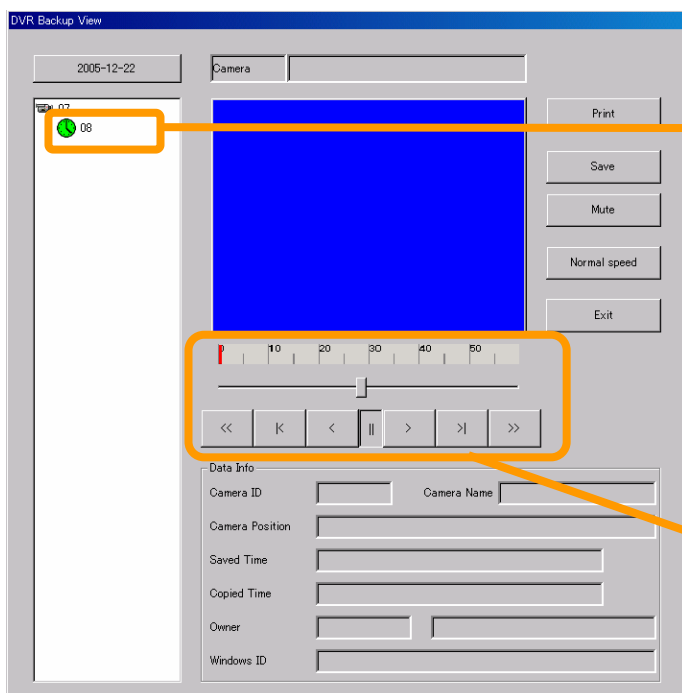 DVR Backup View
2005-12-22
Camera
07
08
Print
Save
Mute
Normal speed
Exit
0 10 20 30 40 50
<< |< < || > >| >>
Data Info
Camera ID
Camera Name
Camera Position
Saved Time
Copied Time
Owner
Windows ID